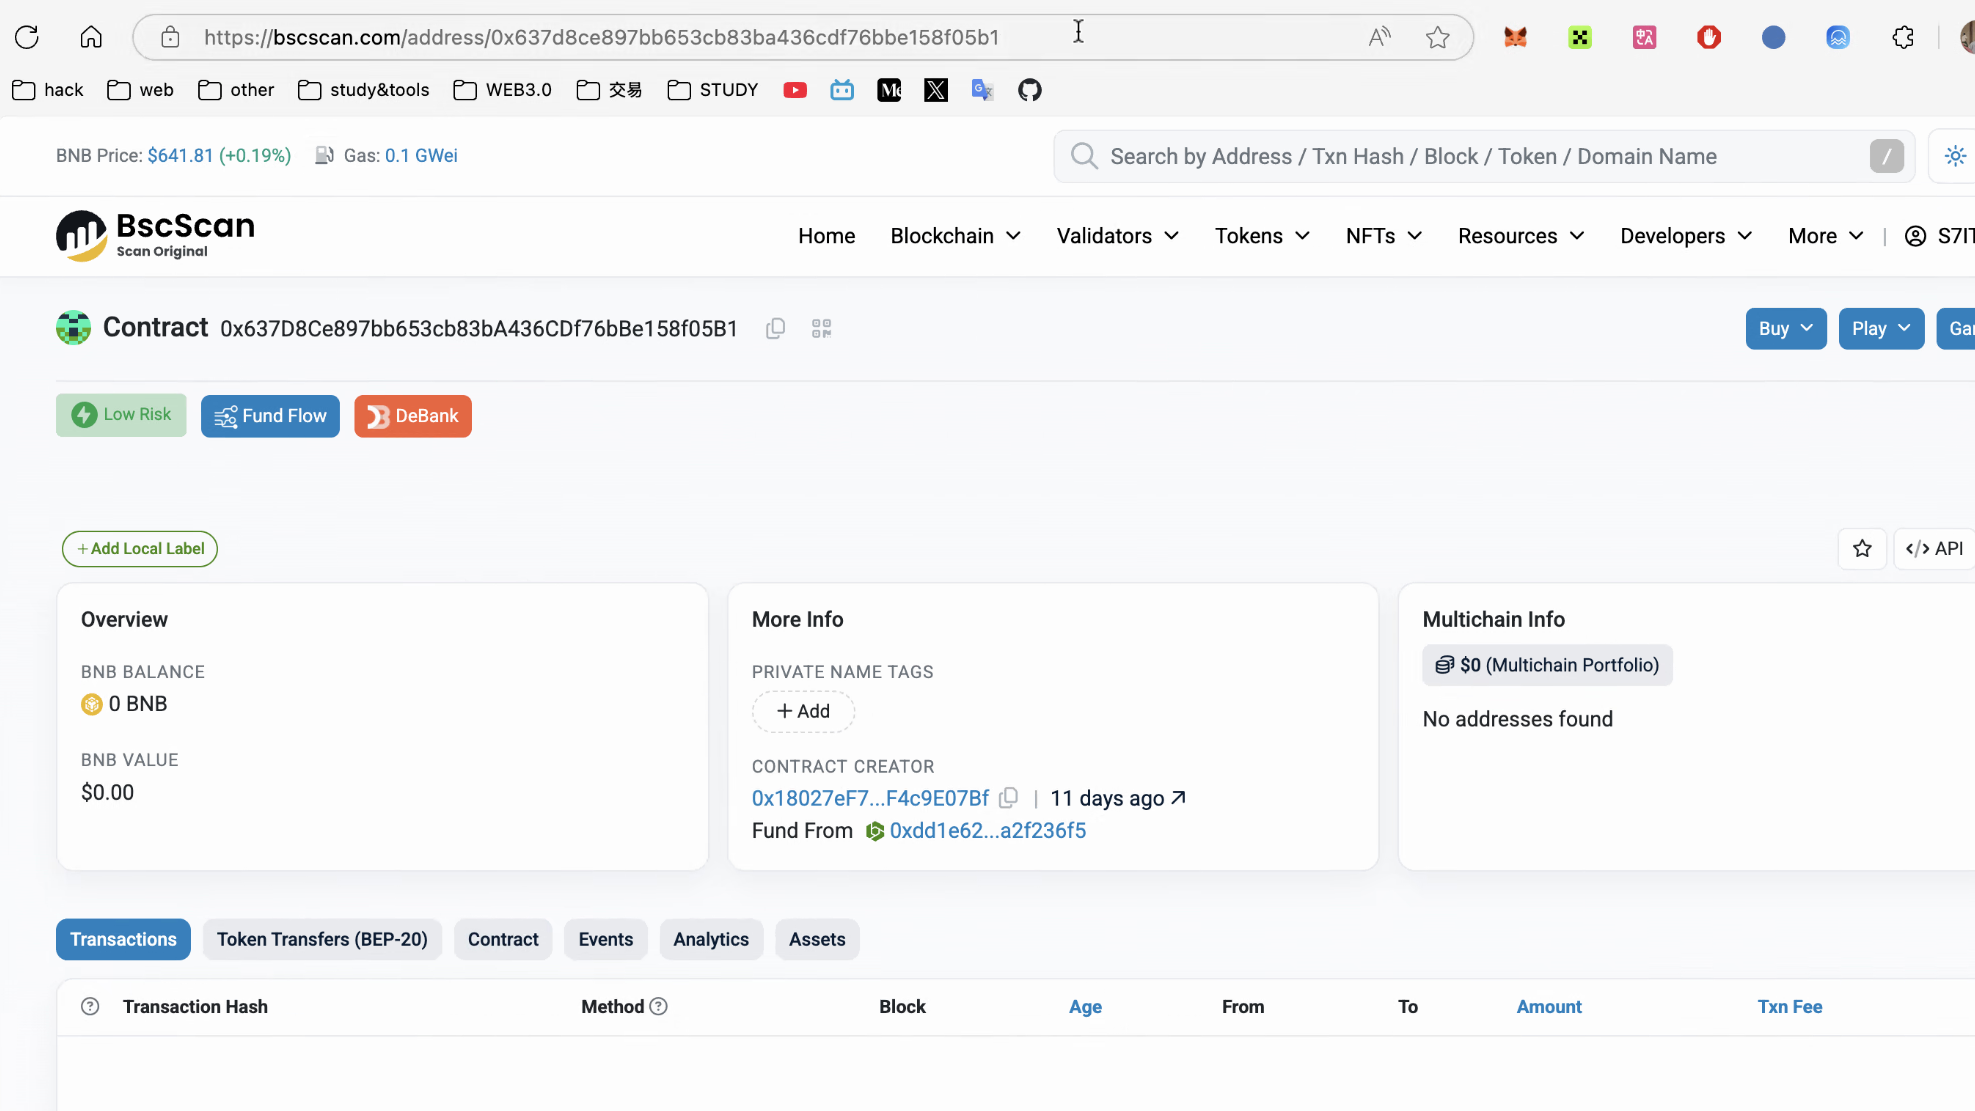 https://bscscan.com/address/0x637d8ce897bb653cb83ba436cdf76bbe158f05b1
hack web other study&tools WEB3.0 交易 STUDY
BNB Price: $641.81 (+0.19%) Gas: 0.1 GWei
Search by Address / Txn Hash / Block / Token / Domain Name /
BscScan
Scan Original
Home Blockchain Validators Tokens NFTs Resources Developers More | S7IT
Contract 0x637D8Ce897bb653cb83bA436CDf76bBe158f05B1
Buy Play Gam
Low Risk Fund Flow DeBank
+ Add Local Label
</> API
Overview
BNB BALANCE
0 BNB
BNB VALUE
$0.00
More Info
PRIVATE NAME TAGS
+ Add
CONTRACT CREATOR
0x18027eF7...F4c9E07Bf | 11 days ago
Fund From 0xdd1e62...a2f236f5
Multichain Info
$0 (Multichain Portfolio)
No addresses found
Transactions Token Transfers (BEP-20) Contract Events Analytics Assets
Transaction Hash Method Block Age From To Amount Txn Fee